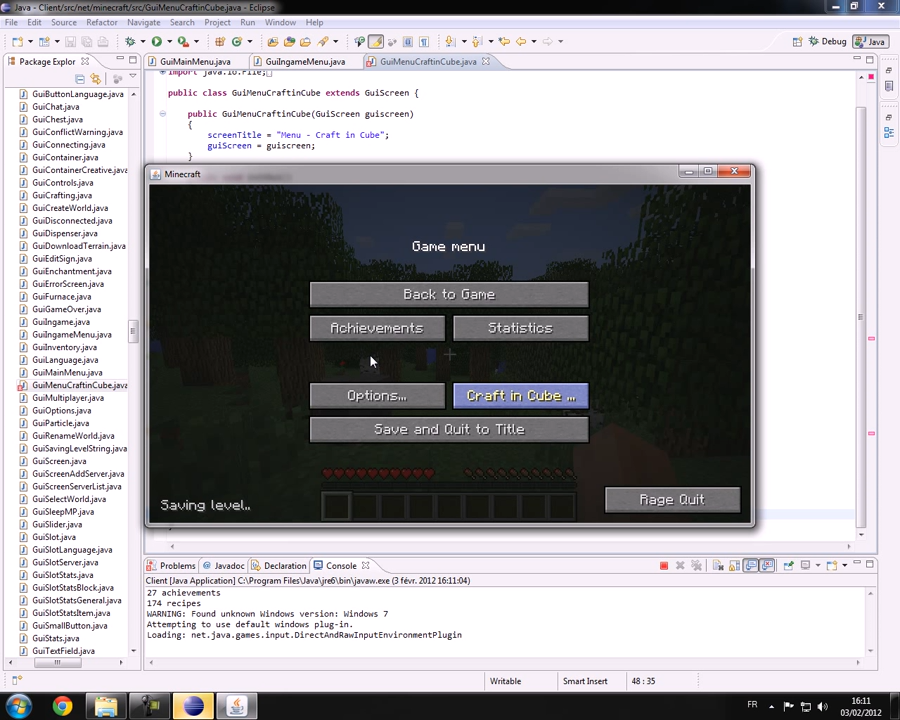 Java - Client/src/net/minecraft/src/GuiMenuCraftinCube.java - Eclipse
File Edit Source Refactor Navigate Search Project Run Window Help
Debug Java
Package Explor
GuiMainMenu.java GuiIngameMenu.java GuiMenuCraftinCube.java
import java.io.File;
public class GuiMenuCraftinCube extends GuiScreen {
public GuiMenuCraftinCube(GuiScreen guiscreen)
{
screenTitle = "Menu - Craft in Cube";
guiScreen = guiscreen;
}
GuiButtonLanguage.java
GuiChat.java
GuiChest.java
GuiConflictWarning.java
GuiConnecting.java
GuiContainer.java
GuiContainerCreative.java
GuiControls.java
GuiCrafting.java
GuiCreateWorld.java
GuiDisconnected.java
GuiDispenser.java
GuiDownloadTerrain.java
GuiEditSign.java
GuiEnchantment.java
GuiErrorScreen.java
GuiFurnace.java
GuiGameOver.java
GuiIngame.java
GuiIngameMenu.java
GuiInventory.java
GuiLanguage.java
GuiMainMenu.java
GuiMenuCraftinCube.java
GuiMultiplayer.java
GuiOptions.java
GuiParticle.java
GuiRenameWorld.java
GuiSavingLevelString.java
GuiScreen.java
GuiScreenAddServer.java
GuiScreenServerList.java
GuiSelectWorld.java
GuiSleepMP.java
GuiSlider.java
GuiSlot.java
GuiSlotLanguage.java
GuiSlotServer.java
GuiSlotStats.java
GuiSlotStatsBlock.java
GuiSlotStatsGeneral.java
GuiSlotStatsItem.java
GuiSmallButton.java
GuiStats.java
GuiTextField.java
Minecraft
Game menu
Back to Game
Achievements Statistics
Options... Craft in Cube ...
Save and Quit to Title
Saving level..
Rage Quit
Problems Javadoc Declaration Console
Client [Java Application] C:\Program Files\Java\jre6\bin\javaw.exe (3 févr. 2012 16:11:04)
27 achievements
174 recipes
WARNING: Found unknown Windows version: Windows 7
Attempting to use default windows plug-in.
Loading: net.java.games.input.DirectAndRawInputEnvironmentPlugin
Writable Smart Insert 48 : 35
FR 16:11
03/02/2012